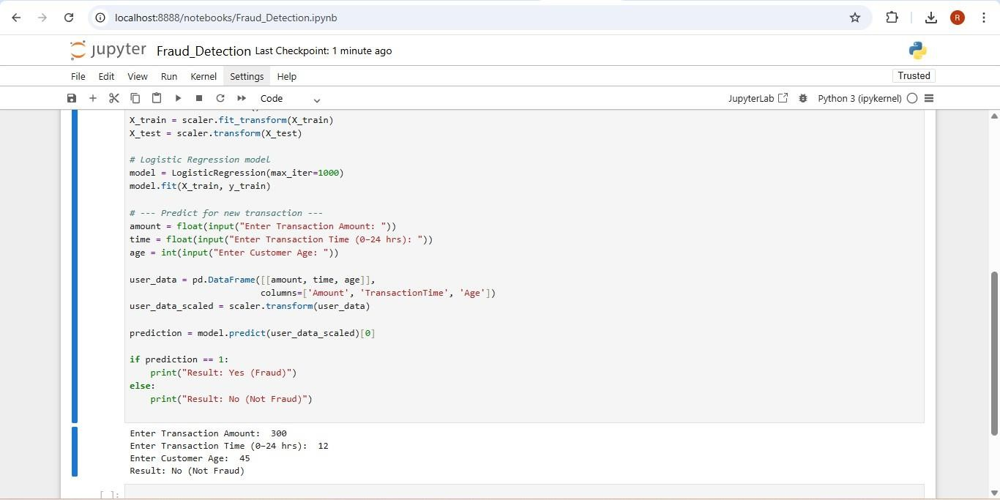 localhost:8888/notebooks/Fraud_Detection.ipynb
R
jupyter Fraud_Detection Last Checkpoint: 1 minute ago
File Edit View Run Kernel Settings Help
Trusted
Code
JupyterLab
Python 3 (ipykernel)
X_train = scaler.fit_transform(X_train)
X_test = scaler.transform(X_test)
# Logistic Regression model
model = LogisticRegression(max_iter=1000)
model.fit(X_train, y_train)
# --- Predict for new transaction ---
amount = float(input("Enter Transaction Amount: "))
time = float(input("Enter Transaction Time (0–24 hrs): "))
age = int(input("Enter Customer Age: "))
user_data = pd.DataFrame([[amount, time, age]],
columns=['Amount', 'TransactionTime', 'Age'])
user_data_scaled = scaler.transform(user_data)
prediction = model.predict(user_data_scaled)[0]
if prediction == 1:
print("Result: Yes (Fraud)")
else:
print("Result: No (Not Fraud)")
Enter Transaction Amount:  300
Enter Transaction Time (0–24 hrs):  12
Enter Customer Age:  45
Result: No (Not Fraud)
[ ]: